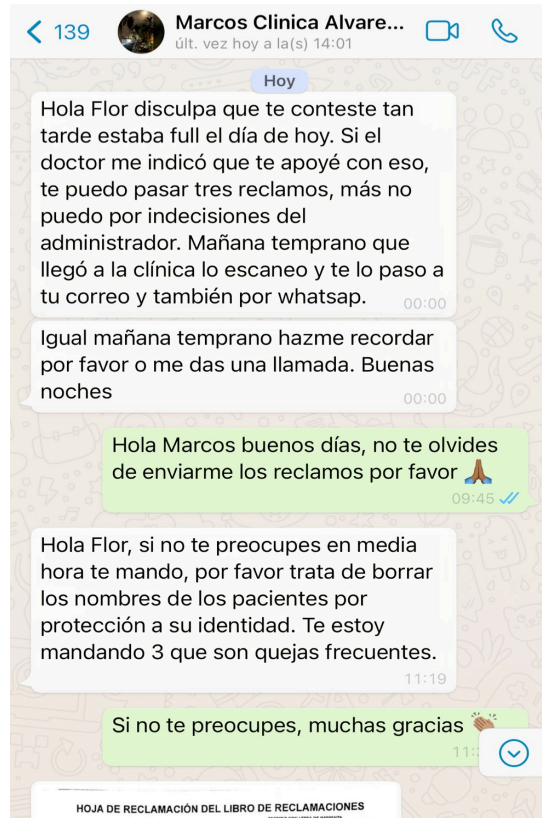 139
Marcos Clinica Alvare...
últ. vez hoy a la(s) 14:01
Hoy
Hola Flor disculpa que te conteste tan
tarde estaba full el día de hoy. Si el
doctor me indicó que te apoyé con eso,
te puedo pasar tres reclamos, más no
puedo por indecisiones del
administrador. Mañana temprano que
llegó a la clínica lo escaneo y te lo paso a
tu correo y también por whatsap.
00:00
Igual mañana temprano hazme recordar
por favor o me das una llamada. Buenas
noches
00:00
Hola Marcos buenos días, no te olvides
de enviarme los reclamos por favor 🙏🏾
09:45
Hola Flor, si no te preocupes en media
hora te mando, por favor trata de borrar
los nombres de los pacientes por
protección a su identidad. Te estoy
mandando 3 que son quejas frecuentes.
11:19
Si no te preocupes, muchas gracias 👏🏽
HOJA DE RECLAMACIÓN DEL LIBRO DE RECLAMACIONES